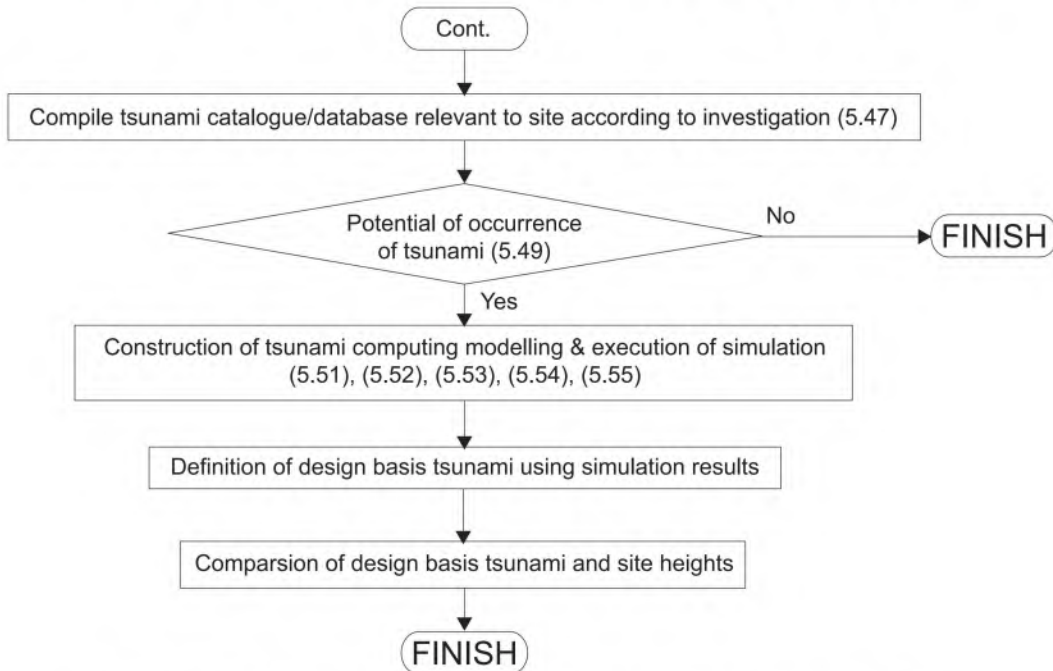 Cont.
Compile tsunami catalogue/database relevant to site according to investigation (5.47)
Potential of occurrence
of tsunami (5.49)
No
FINISH
Yes
Construction of tsunami computing modelling & execution of simulation
(5.51), (5.52), (5.53), (5.54), (5.55)
Definition of design basis tsunami using simulation results
Comparsion of design basis tsunami and site heights
FINISH